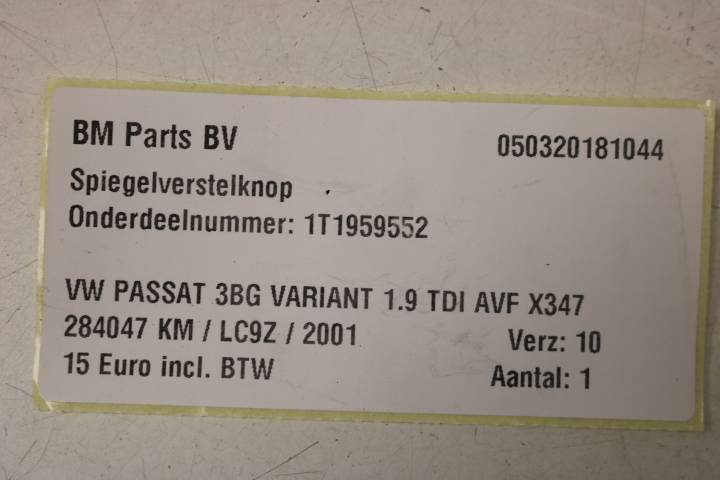 BM Parts BV 050320181044
Spiegelverstelknop
Onderdeelnummer: 1T1959552
VW PASSAT 3BG VARIANT 1.9 TDI AVF X347
284047 KM / LC9Z / 2001 Verz: 10
15 Euro incl. BTW Aantal: 1